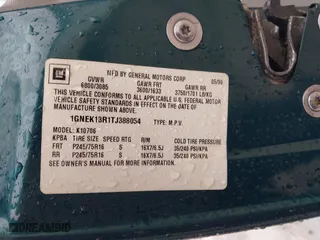 GM
MFD BY GENERAL MOTORS CORP 05/96
GVWR GAWR FRT GAWR RR
6800/3085 3600/1633 3750/1701 LB/KG
THIS VEHICLE CONFORMS TO ALL APPLICABLE U.S. FEDERAL MOTOR
VEHICLE SAFETY STANDARDS IN EFFECT ON THE DATE OF
MANUFACTURE SHOWN ABOVE.
1GNEK13R1TJ388054 TYPE: M.P.V.
MODEL: K10706
KPBA TIRE SIZE SPEED RTG RIM COLD TIRE PRESSURE
FRT P245/75R16 S 16X7/6.5J 35/240 PSI/KPA
RR P245/75R16 S 16X7/6.5J 35/240 PSI/KPA
SEE OWNER'S MANUAL FOR MORE INFORMATION.